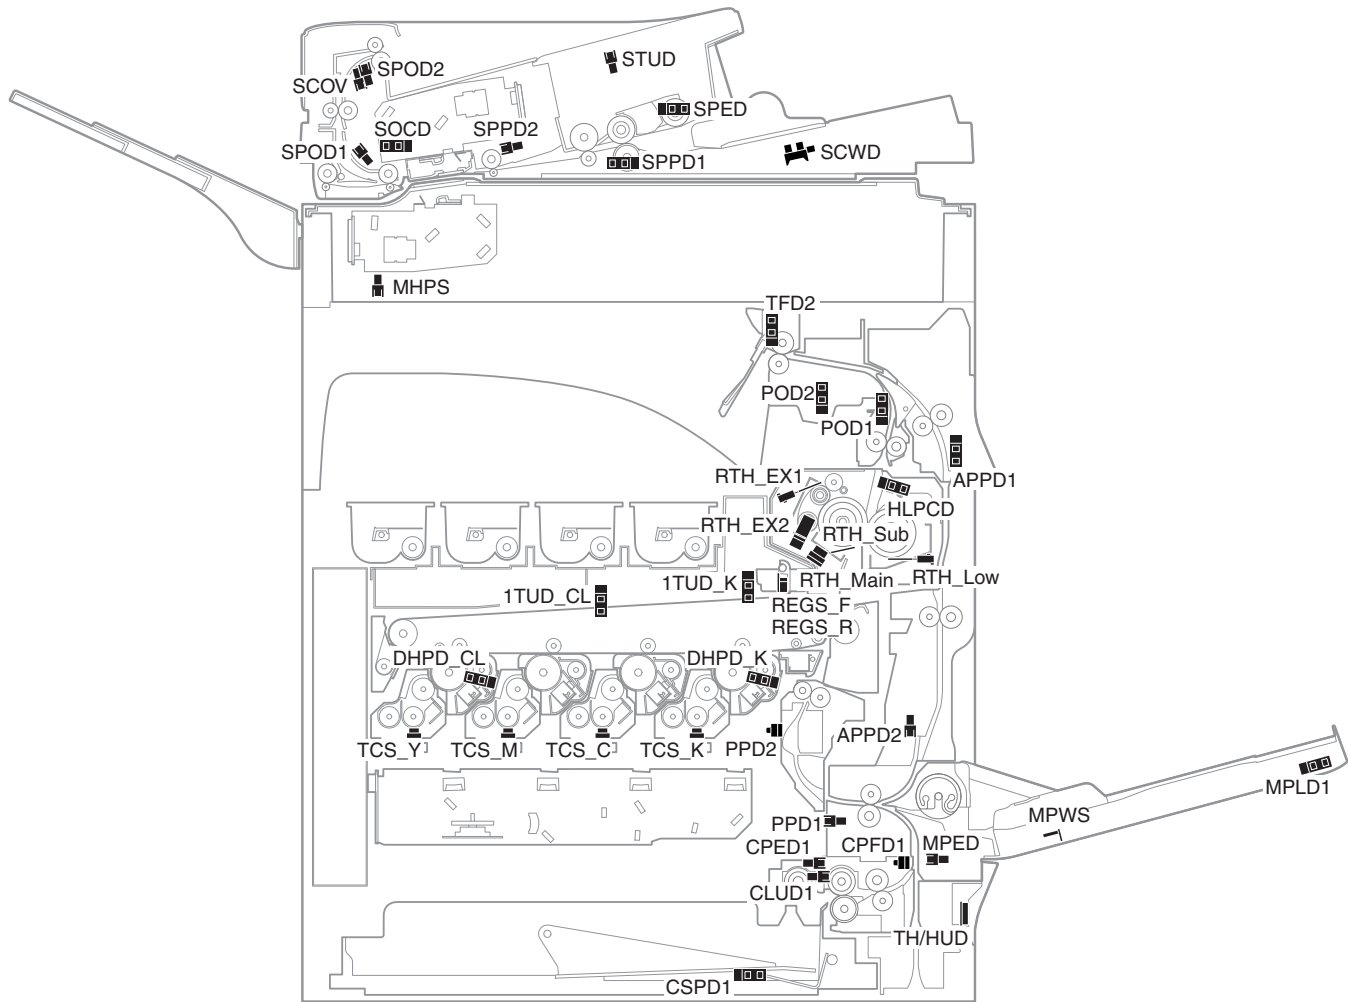 STUD
SPOD2
SCOV
SPED
SOCD
SPPD2
SPOD1
SPPD1
SCWD
MHPS
TFD2
POD2
POD1
RTH_EX1
APPD1
HLPCD
RTH_EX2
RTH_Sub
1TUD_K
RTH_Main
RTH_Low
1TUD_CL
REGS_F
REGS_R
DHPD_CL
DHPD_K
TCS_Y
TCS_M
TCS_C
TCS_K
PPD2
APPD2
MPLD1
PPD1
MPWS
CPED1
CPFD1
MPED
CLUD1
TH/HUD
CSPD1